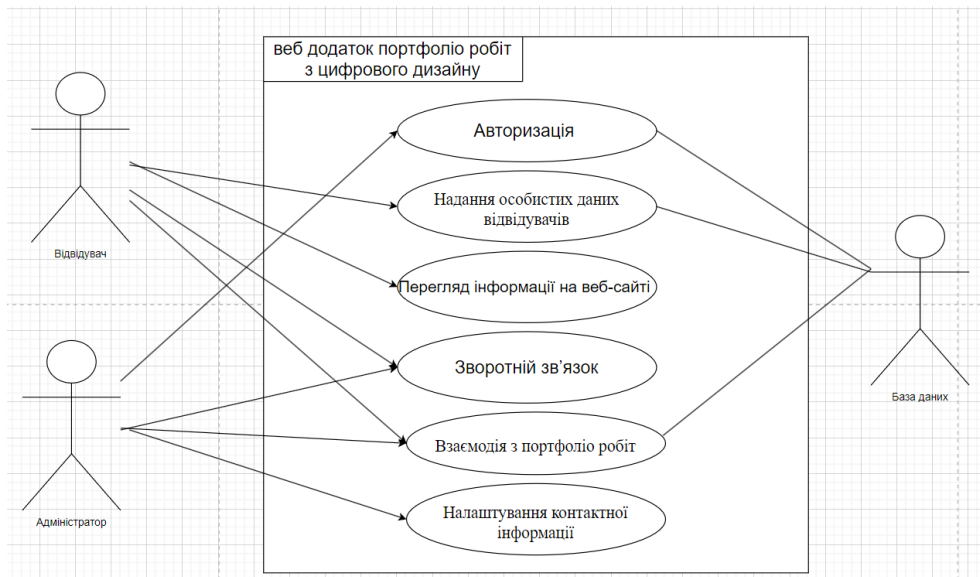 веб додаток портфоліо робіт
з цифрового дизайну
Авторизація
Надання особистих даних
відвідувачів
Відвідувач
Перегляд інформації на веб-сайті
Зворотній зв’язок
База даних
Взаємодія з портфоліо робіт
Налаштування контактної
інформації
Адміністратор